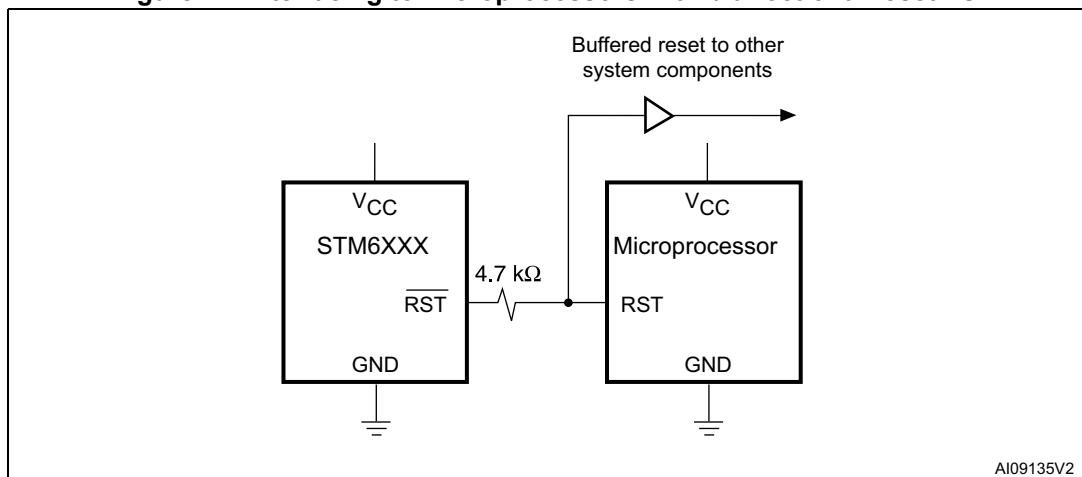 Buffered reset to other
system components
VCC
STM6XXX
RST
GND
4.7 kΩ
VCC
Microprocessor
RST
GND
AI09135V2